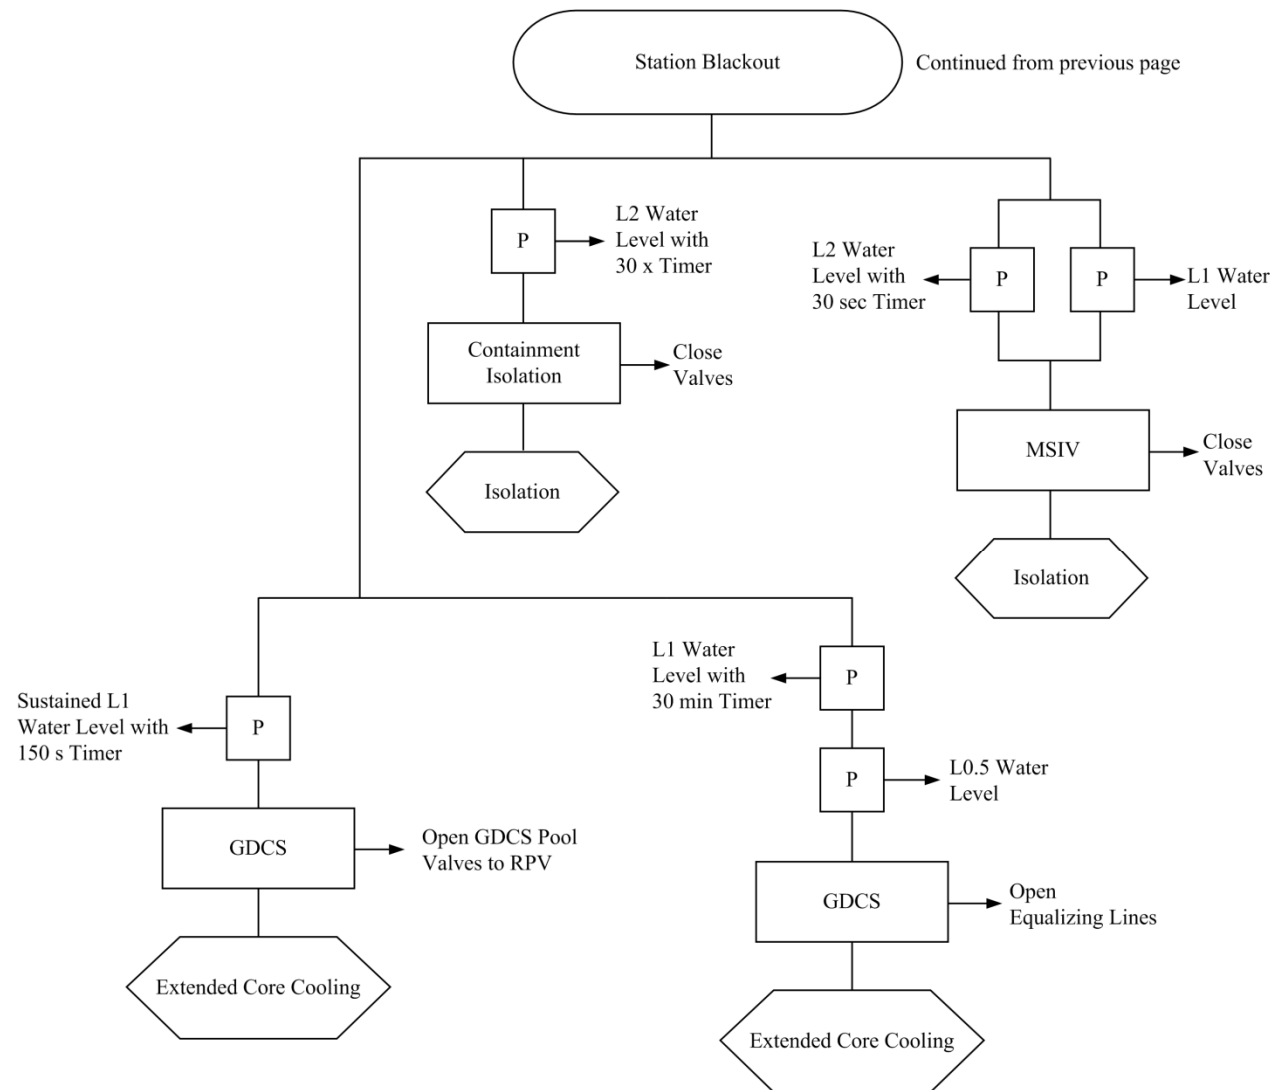 Station Blackout
Continued from previous page
P
L2 Water
Level with
30 x Timer
L2 Water
Level with
30 sec Timer
P
P
L1 Water
Level
Containment
Isolation
Close
Valves
MSIV
Close
Valves
Isolation
Isolation
L1 Water
Level with
30 min Timer
P
Sustained L1
Water Level with
150 s Timer
P
P
L0.5 Water
Level
GDCS
Open GDCS Pool
Valves to RPV
GDCS
Open
Equalizing Lines
Extended Core Cooling
Extended Core Cooling